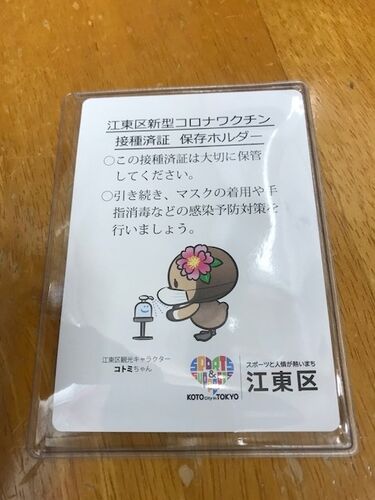 江東区新型コロナワクチン
接種済証 保存ホルダー
○この接種済証は大切に保管
してください。
○引き続き、マスクの着用や手
指消毒などの感染予防対策を
行いましょう。
江東区観光キャラクター
コトミちゃん
SPORTS
&
KOTO City in TOKYO
スポーツと人情が熱いまち
江東区